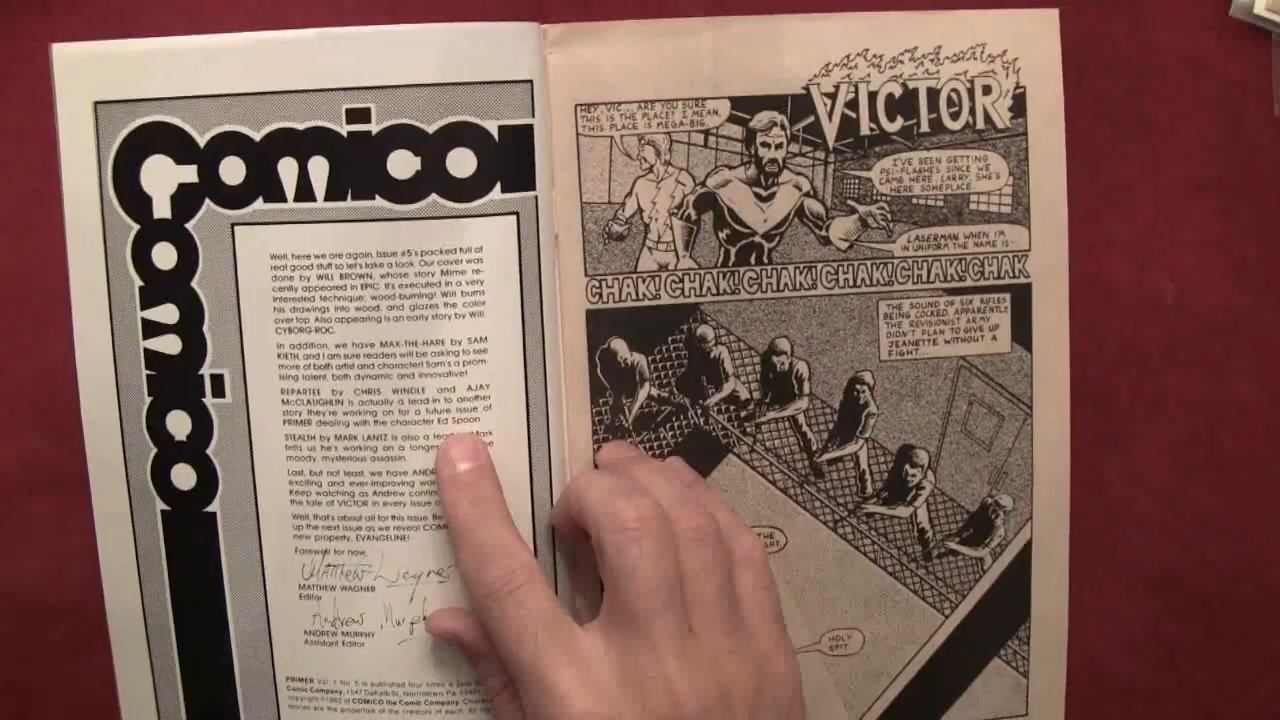 Comico
Comico
Well, here we are again. Issue #5's packed full of
real good stuff so let's take a look. Our cover was
done by WILL BROWN, whose story Mime re-
cently appeared in EPIC. It's executed in a very
interested technique; wood-burning! Will burns
his drawings into wood, and glazes the color
over top. Also appearing is an early story by Will.
CYBORG-ROC.
In addition, we have MAX-THE-HARE by SAM
KIETH, and I am sure readers will be asking to see
more of both artist and character! Sam's a prom-
ising talent, both dynamic and innovative!
REPARTEE by CHRIS WINDLE and AJAY
McCLAUGHLIN is actually a lead-in to another
story they're working on for a future issue of
PRIMER dealing with the character Ed Spoon
STEALTH by MARK LANTZ is also a Mark
tells us he's working on a longer
moody, mysterious assassin.
Last, but not least, we have
exciting and ever-improving
Keep watching as Andrew
the tale of VICTOR in every issue
Well, that's about all for this issue.
up the next issue as we reveal
new property, EVANGELINE!
Farewell for now,
Matthew Wagner
MATTHEW WAGNER
Editor
Andrew
ANDREW MURPHY
Assistant Editor
PRIMER Vol. 1 No. 5 is published four times a
Comic Company, 1547 DeKalb St., Norristown, Pa.
copyright ©1983 of COMICO the Comic Company.
stories are the properties of the creators of each. All
VICTOR
HEY, VIC... ARE YOU SURE
THIS IS THE PLACE? I MEAN,
THIS PLACE IS MEGA-BIG.
I'VE BEEN GETTING
PSI-FLASHES SINCE WE
CAME HERE, LARRY, SHE'S
HERE SOMEPLACE.
LASERMAN. WHEN I'M
IN UNIFORM THE NAME IS-
CHAK! CHAK! CHAK! CHAK! CHAK! CHAK
THE SOUND OF SIX RIFLES
BEING COCKED. APPARENTLY
THE REVISIONIST ARMY
DIDN'T PLAN TO GIVE UP
JEANETTE WITHOUT A
FIGHT...
THE
HOLY
SPIT